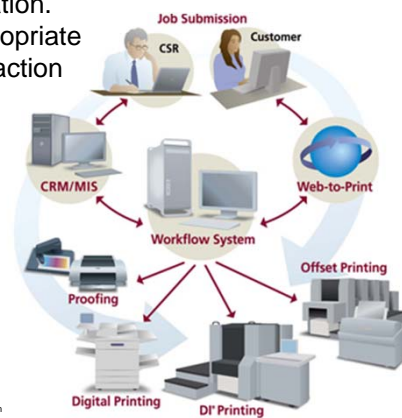 ation.
opriate
action
Job Submission
CSR
Customer
CRM/MIS
Web-to-Print
Workflow System
Offset Printing
Proofing
Digital Printing
DI® Printing